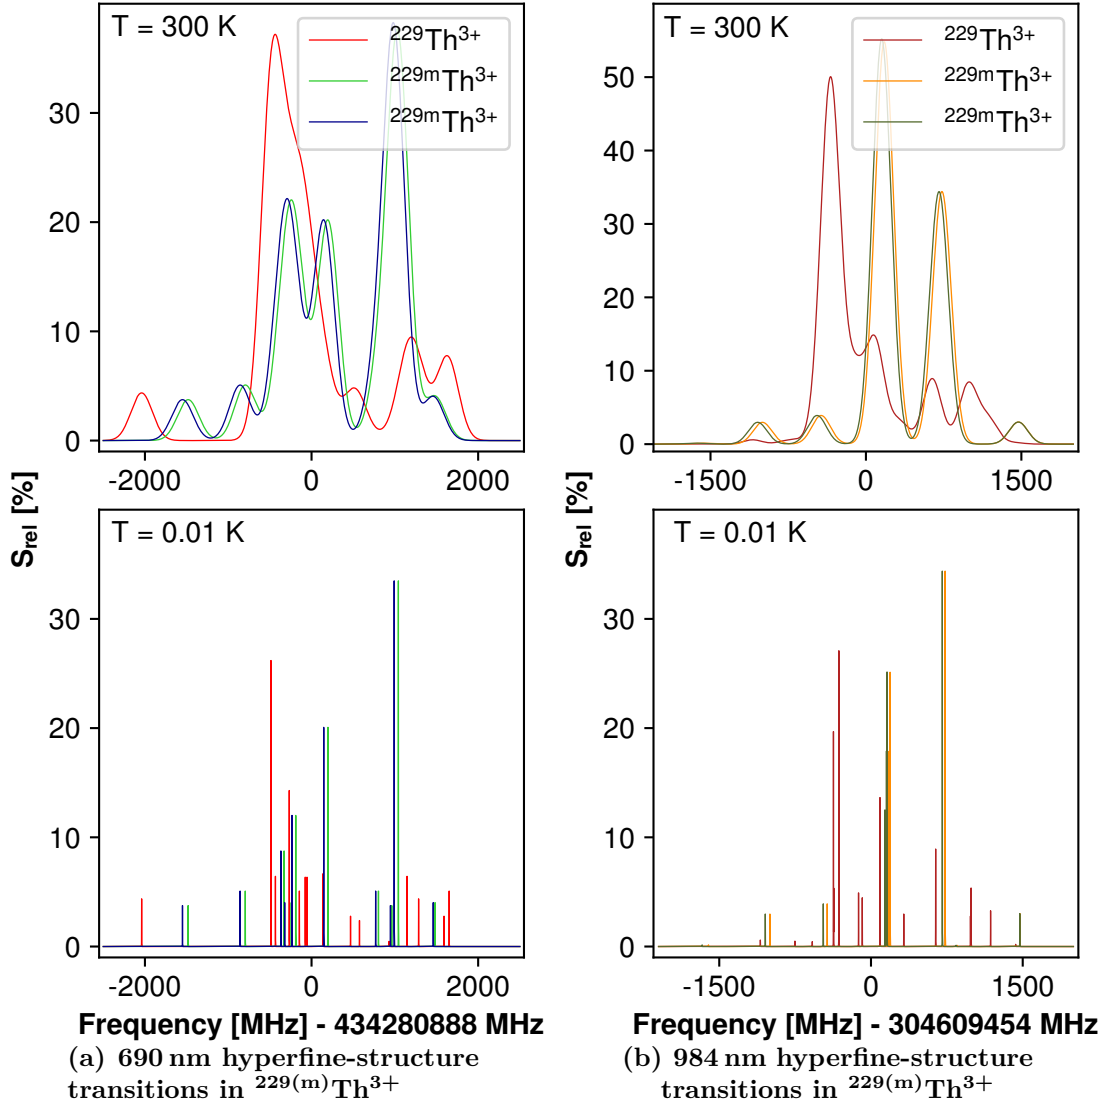 T = 300 K
²²⁹Th³⁺
²²⁹ᵐTh³⁺
²²⁹ᵐTh³⁺
30
20
10
0
-2000
0
2000
T = 300 K
²²⁹Th³⁺
²²⁹ᵐTh³⁺
²²⁹ᵐTh³⁺
50
40
30
20
10
0
-1500
0
1500
S_rel [%]
S_rel [%]
T = 0.01 K
30
20
10
0
-2000
0
2000
Frequency [MHz] - 434280888 MHz
T = 0.01 K
30
20
10
0
-1500
0
1500
Frequency [MHz] - 304609454 MHz
(a) 690 nm hyperfine-structure
transitions in ²²⁹⁽ᵐ⁾Th³⁺
(b) 984 nm hyperfine-structure
transitions in ²²⁹⁽ᵐ⁾Th³⁺